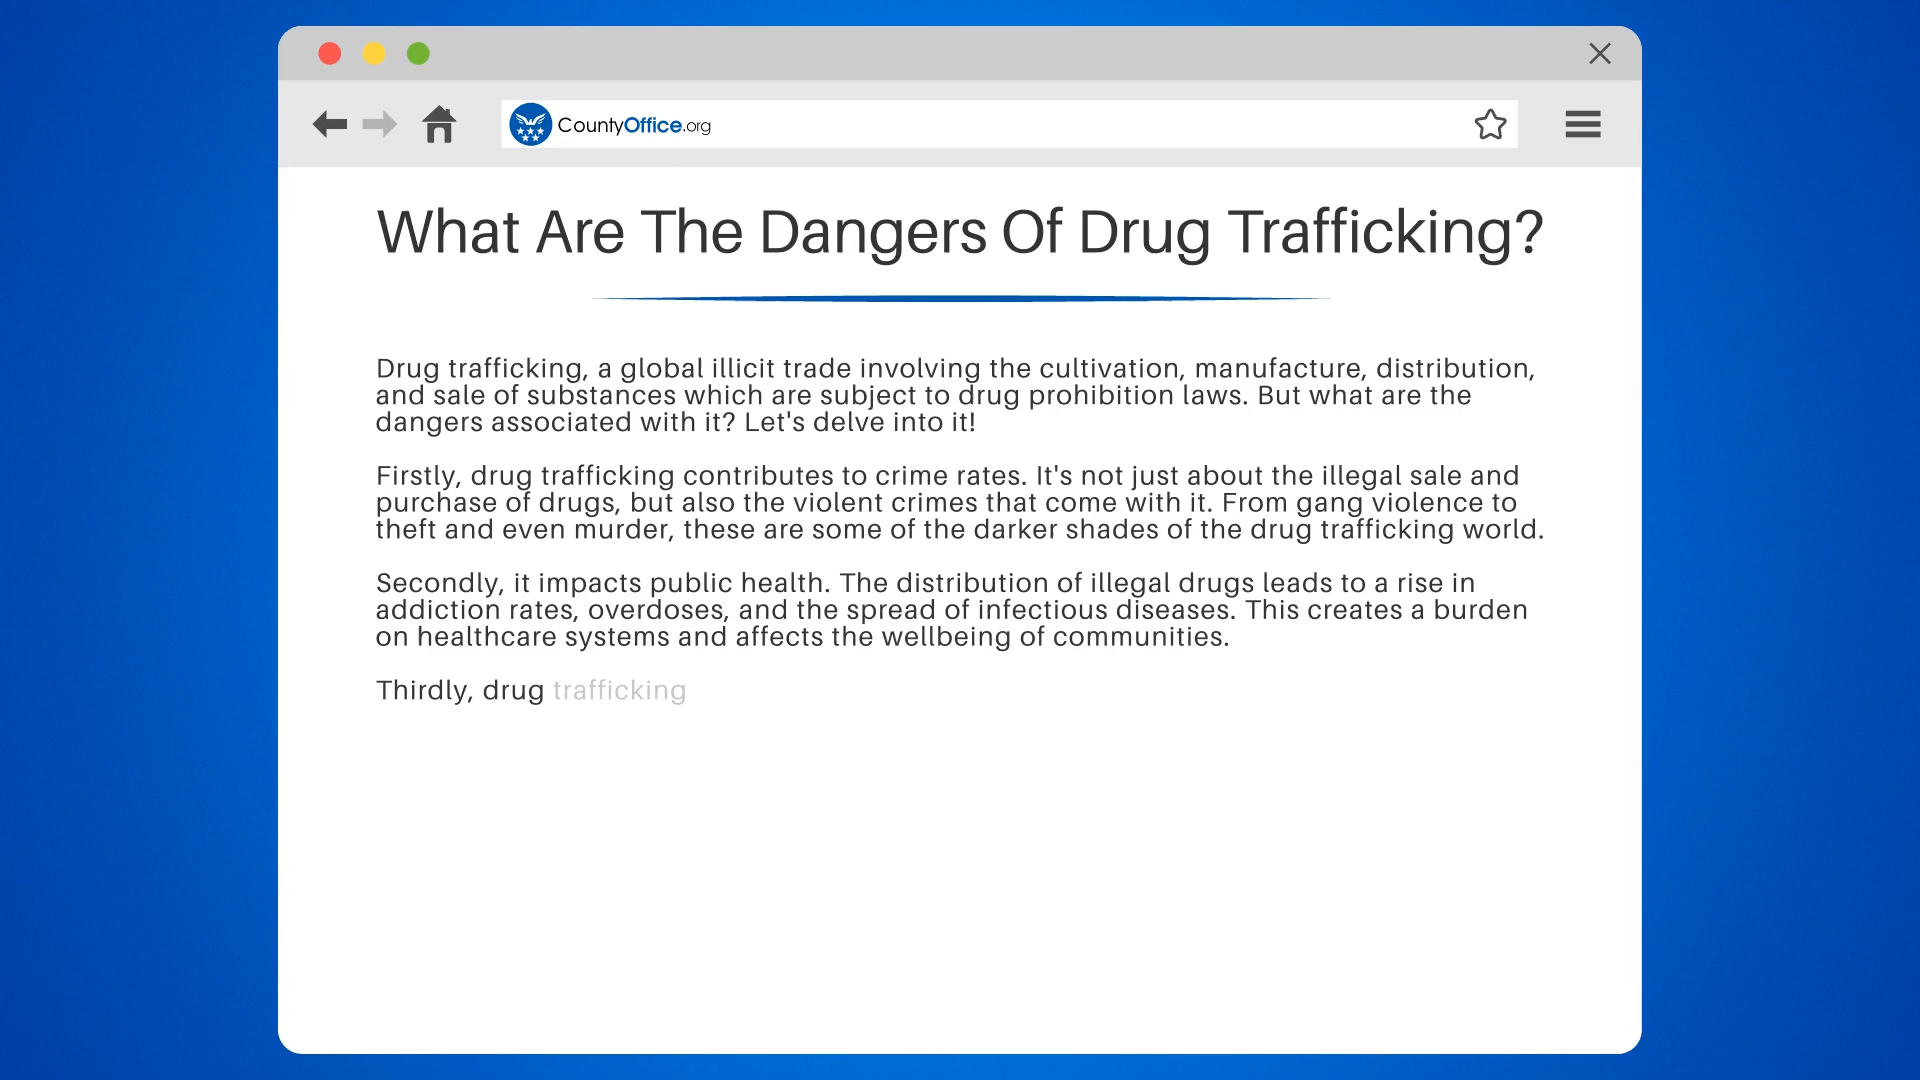 CountyOffice.org
What Are The Dangers Of Drug Trafficking?
Drug trafficking, a global illicit trade involving the cultivation, manufacture, distribution,
and sale of substances which are subject to drug prohibition laws. But what are the
dangers associated with it? Let's delve into it!
Firstly, drug trafficking contributes to crime rates. It's not just about the illegal sale and
purchase of drugs, but also the violent crimes that come with it. From gang violence to
theft and even murder, these are some of the darker shades of the drug trafficking world.
Secondly, it impacts public health. The distribution of illegal drugs leads to a rise in
addiction rates, overdoses, and the spread of infectious diseases. This creates a burden
on healthcare systems and affects the wellbeing of communities.
Thirdly, drug trafficking